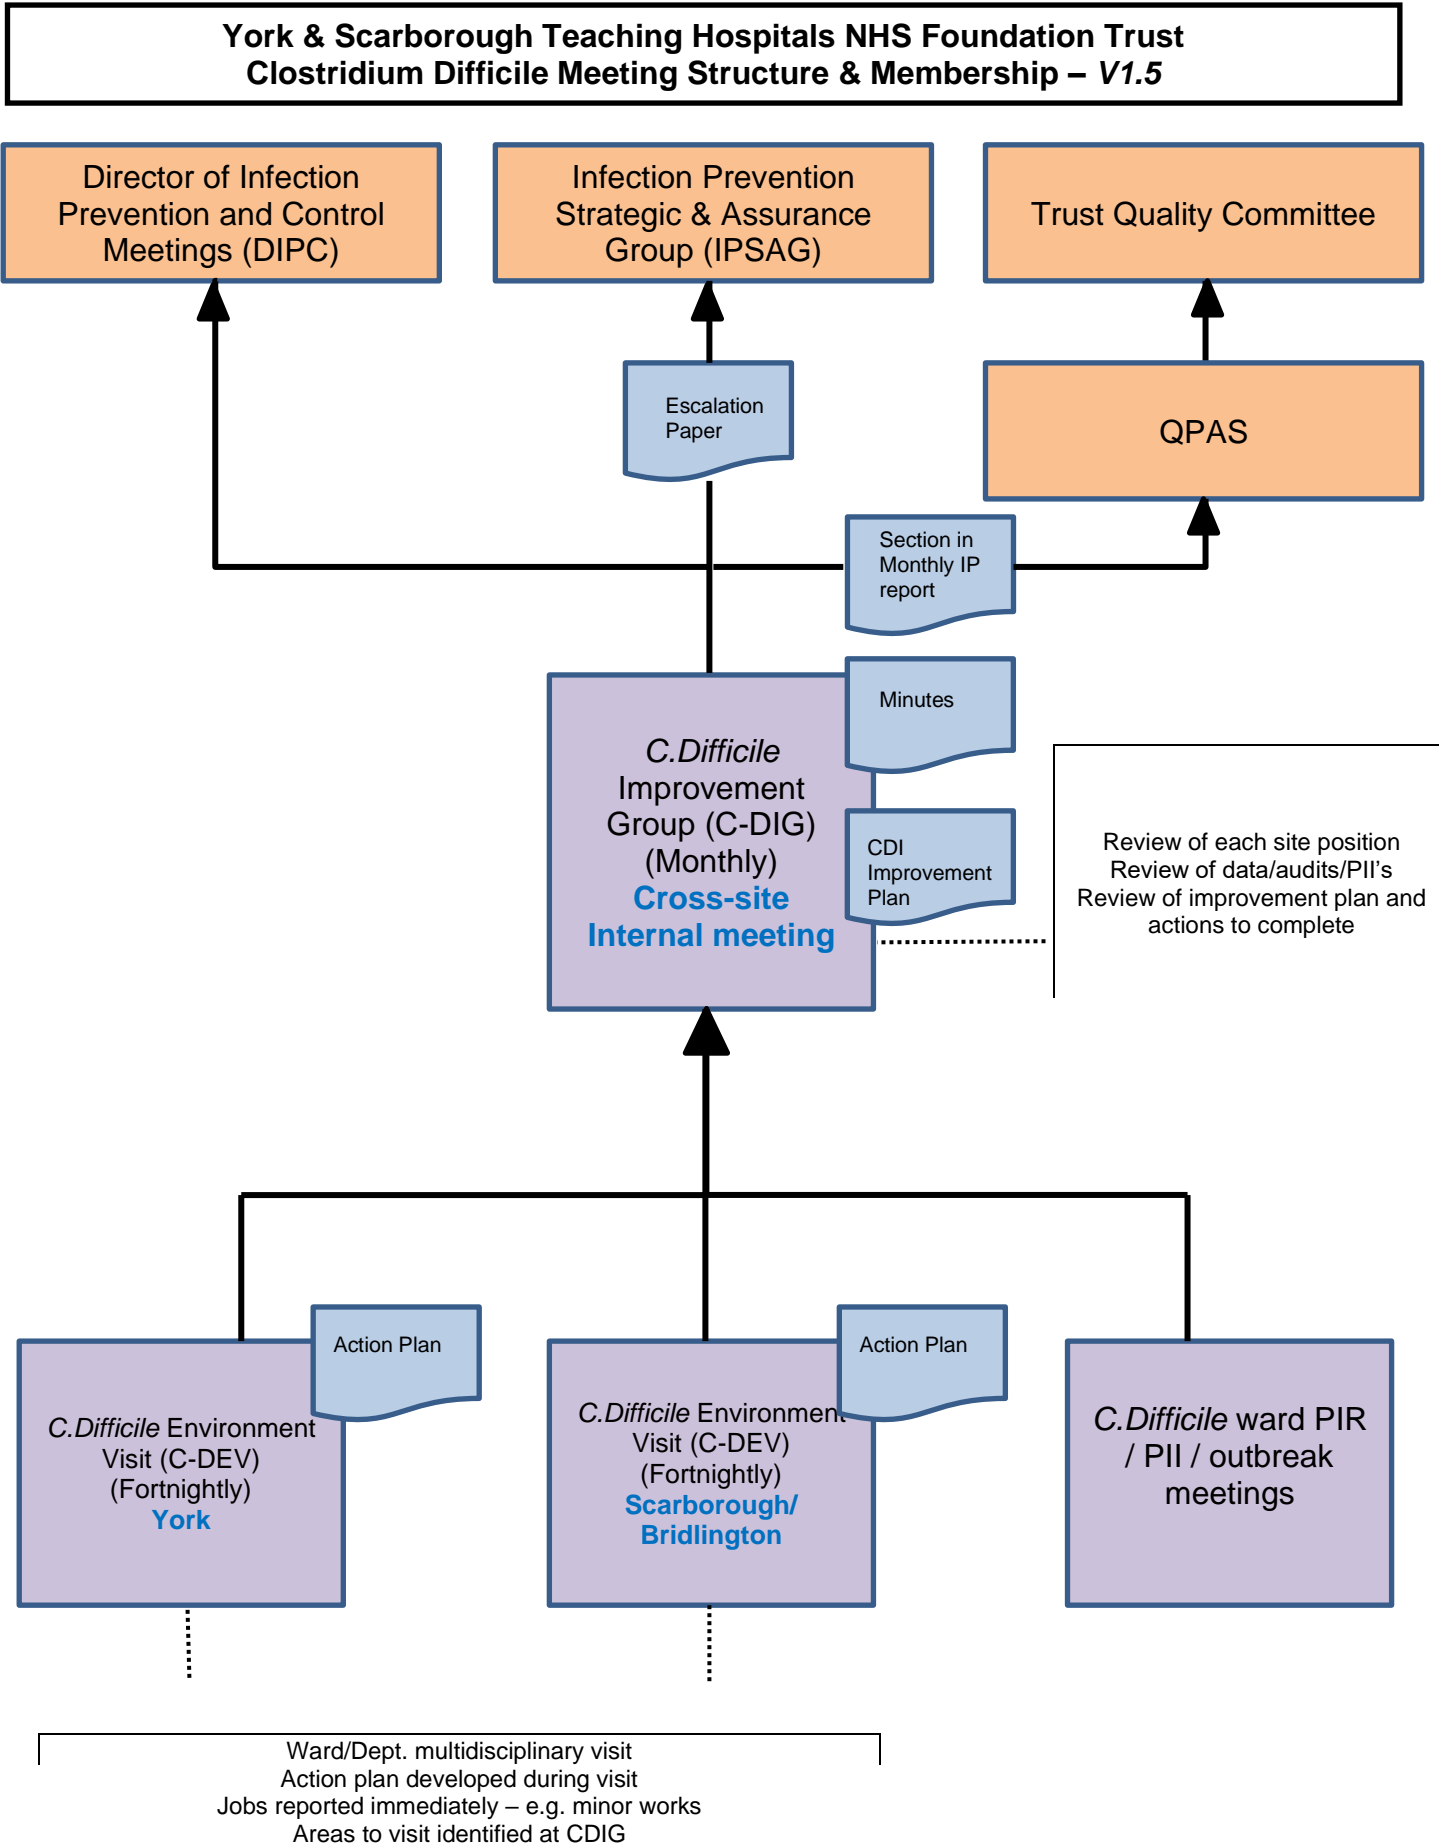 York & Scarborough Teaching Hospitals NHS Foundation Trust
Clostridium Difficile Meeting Structure & Membership – V1.5
Director of Infection
Prevention and Control
Meetings (DIPC)
Infection Prevention
Strategic & Assurance
Group (IPSAG)
Trust Quality Committee
Escalation
Paper
QPAS
Section in
Monthly IP
report
Minutes
C.Difficile
Improvement
Group (C-DIG)
(Monthly)
Cross-site
Internal meeting
CDI
Improvement
Plan
Review of each site position
Review of data/audits/PII’s
Review of improvement plan and
actions to complete
Action Plan
C.Difficile Environment
Visit (C-DEV)
(Fortnightly)
York
Action Plan
C.Difficile Environment
Visit (C-DEV)
(Fortnightly)
Scarborough/
Bridlington
C.Difficile ward PIR
/ PII / outbreak
meetings
Ward/Dept. multidisciplinary visit
Action plan developed during visit
Jobs reported immediately – e.g. minor works
Areas to visit identified at CDIG